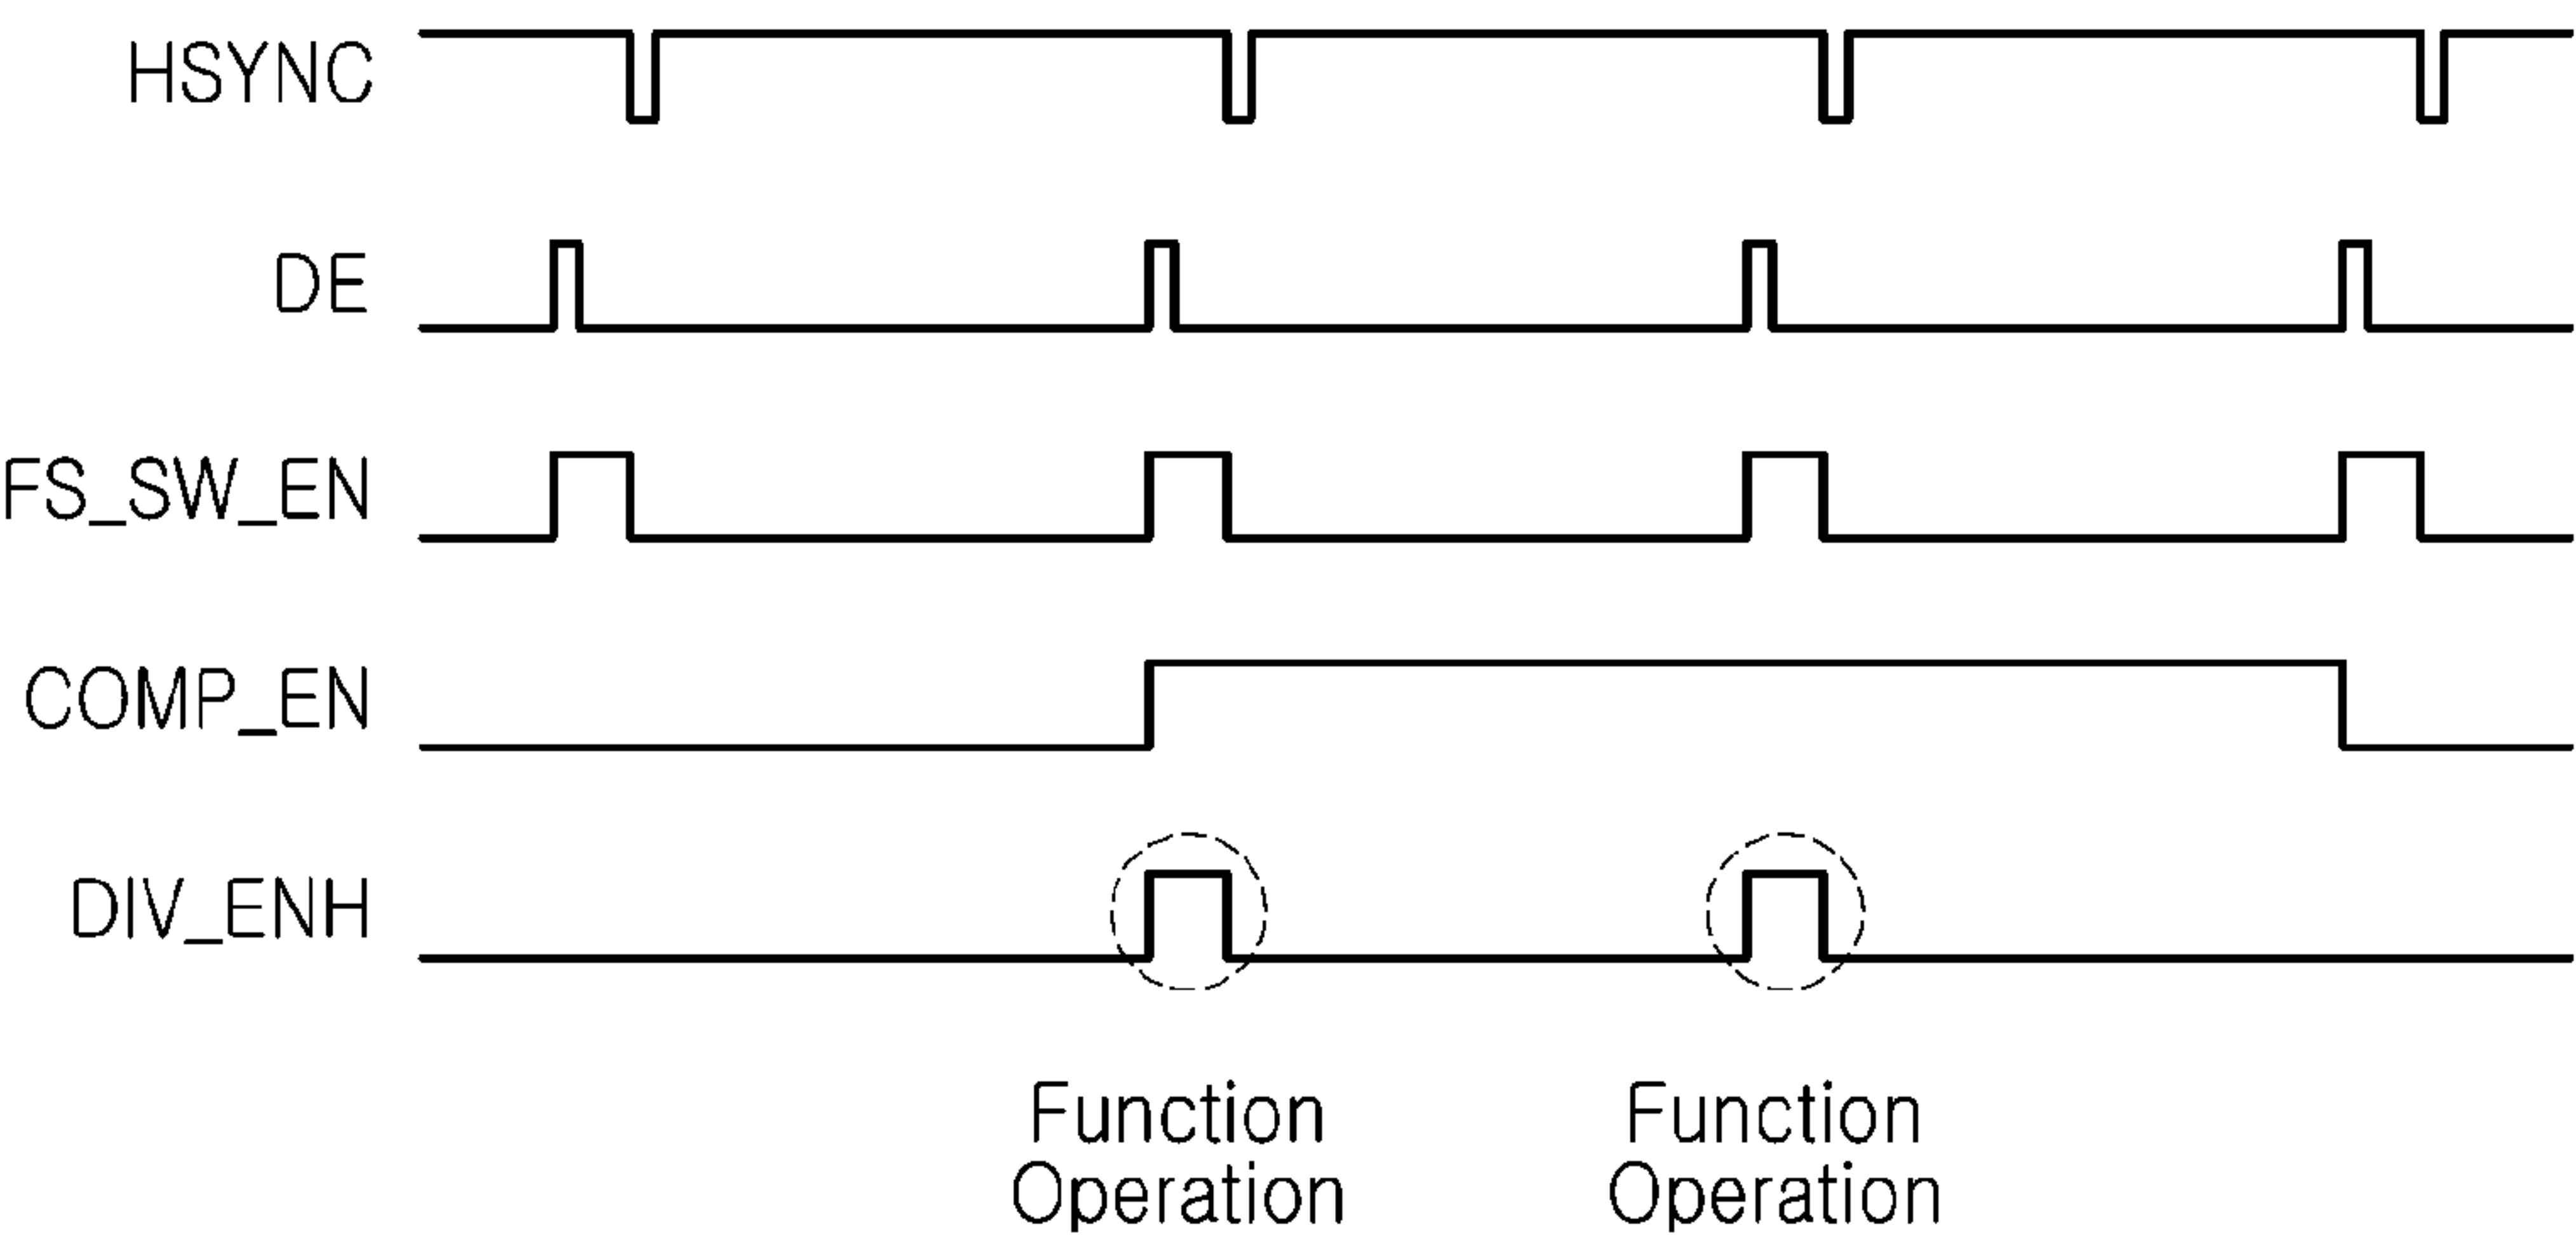 HSYNC
DE
FS_SW_EN
COMP_EN
DIV_ENH
Function
Operation
Function
Operation